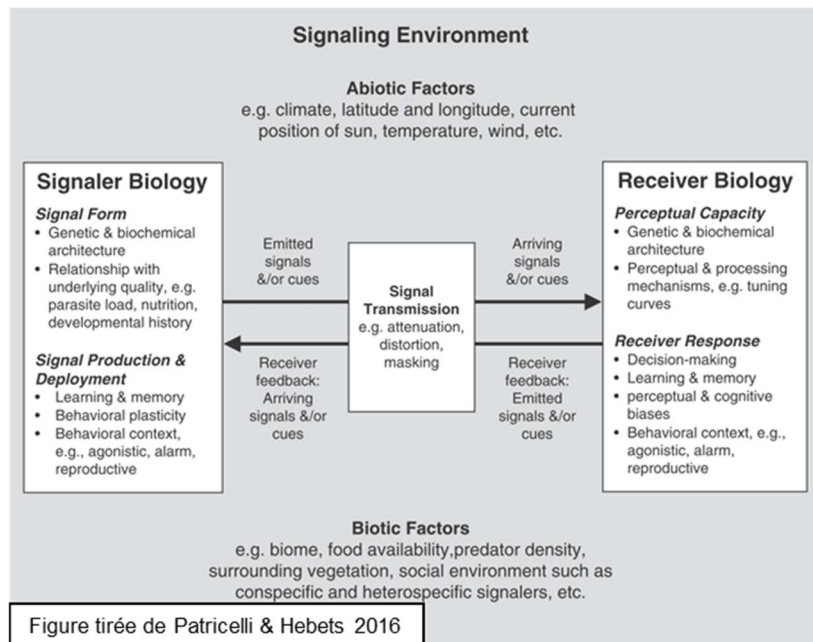 Signaling Environment
Abiotic Factors
e.g. climate, latitude and longitude, current
position of sun, temperature, wind, etc.
Signaler Biology
Signal Form
• Genetic & biochemical
architecture
• Relationship with
underlying quality, e.g.
parasite load, nutrition,
developmental history
Signal Production &
Deployment
• Learning & memory
• Behavioral plasticity
• Behavioral context,
e.g., agonistic, alarm,
reproductive
Emitted
signals
&/or cues
Receiver
feedback:
Arriving
signals &/or
cues
Signal
Transmission
e.g. attenuation,
distortion,
masking
Arriving
signals
&/or cues
Receiver
feedback:
Emitted
signals &/or
cues
Receiver Biology
Perceptual Capacity
• Genetic & biochemical
architecture
• Perceptual & processing
mechanisms, e.g. tuning
curves
Receiver Response
• Decision-making
• Learning & memory
• perceptual & cognitive
biases
• Behavioral context, e.g.,
agonistic, alarm,
reproductive
Biotic Factors
e.g. biome, food availability,predator density,
surrounding vegetation, social environment such as
conspecific and heterospecific signalers, etc.
Figure tirée de Patricelli & Hebets 2016